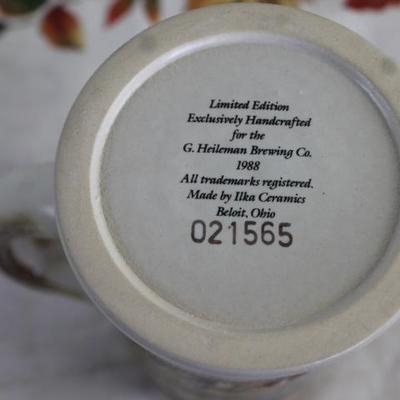 Limited Edition
Exclusively Handcrafted
for the
G. Heileman Brewing Co.
1988
All trademarks registered.
Made by Ilka Ceramics
Beloit, Ohio
021565